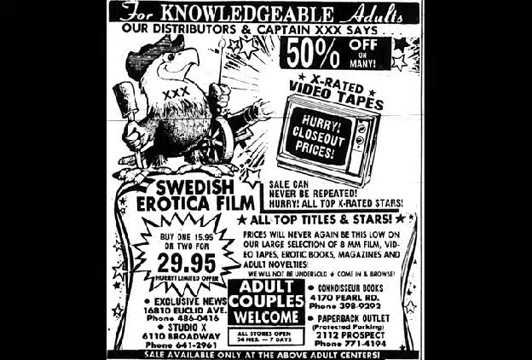 For KNOWLEDGEABLE Adults
OUR DISTRIBUTORS & CAPTAIN XXX SAYS . . .
50% OFF
ON
MANY!
XXX
★ X-RATED ★
VIDEO TAPES
HURRY!
CLOSEOUT
PRICES!
SALE CAN
NEVER BE REPEATED!
HURRY! ALL TOP X-RATED STARS!
SWEDISH
EROTICA FILM
★ ALL TOP TITLES & STARS! ★
BUY ONE 15.95
OR TWO FOR
29.95
HURRY! LIMITED OFFER
PRICES WILL NEVER AGAIN BE THIS LOW ON
OUR LARGE SELECTION OF 8 MM FILM, VID-
EO TAPES, EROTIC BOOKS, MAGAZINES AND
ADULT NOVELTIES!
WE WILL NOT BE UNDERSOLD ★ COME IN & BROWSE!
• EXCLUSIVE NEWS
16810 EUCLID AVE.
Phone 486-0416
• STUDIO X
6110 BROADWAY
Phone 641-2961
ADULT
COUPLES
WELCOME
ALL STORES OPEN
24 HRS. — 7 DAYS
• CONNOISSEUR BOOKS
4170 PEARL RD.
Phone 398-9292
• PAPERBACK OUTLET
(Protected Parking)
2112 PROSPECT
Phone 771-4194
SALE AVAILABLE ONLY AT THE ABOVE ADULT CENTERS!